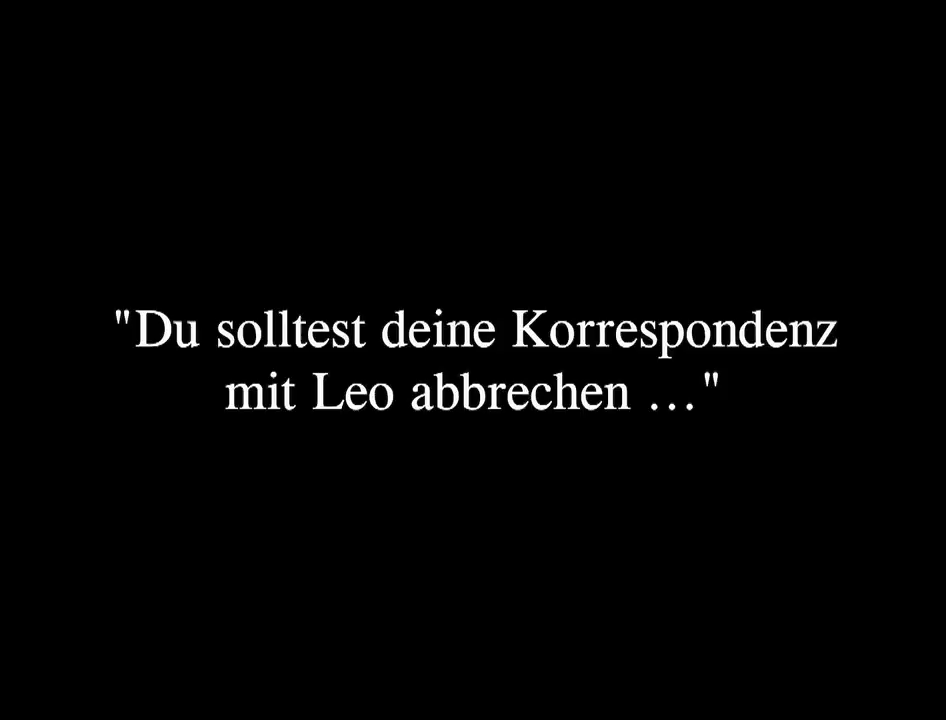 "Du solltest deine Korrespondenz
mit Leo abbrechen …"